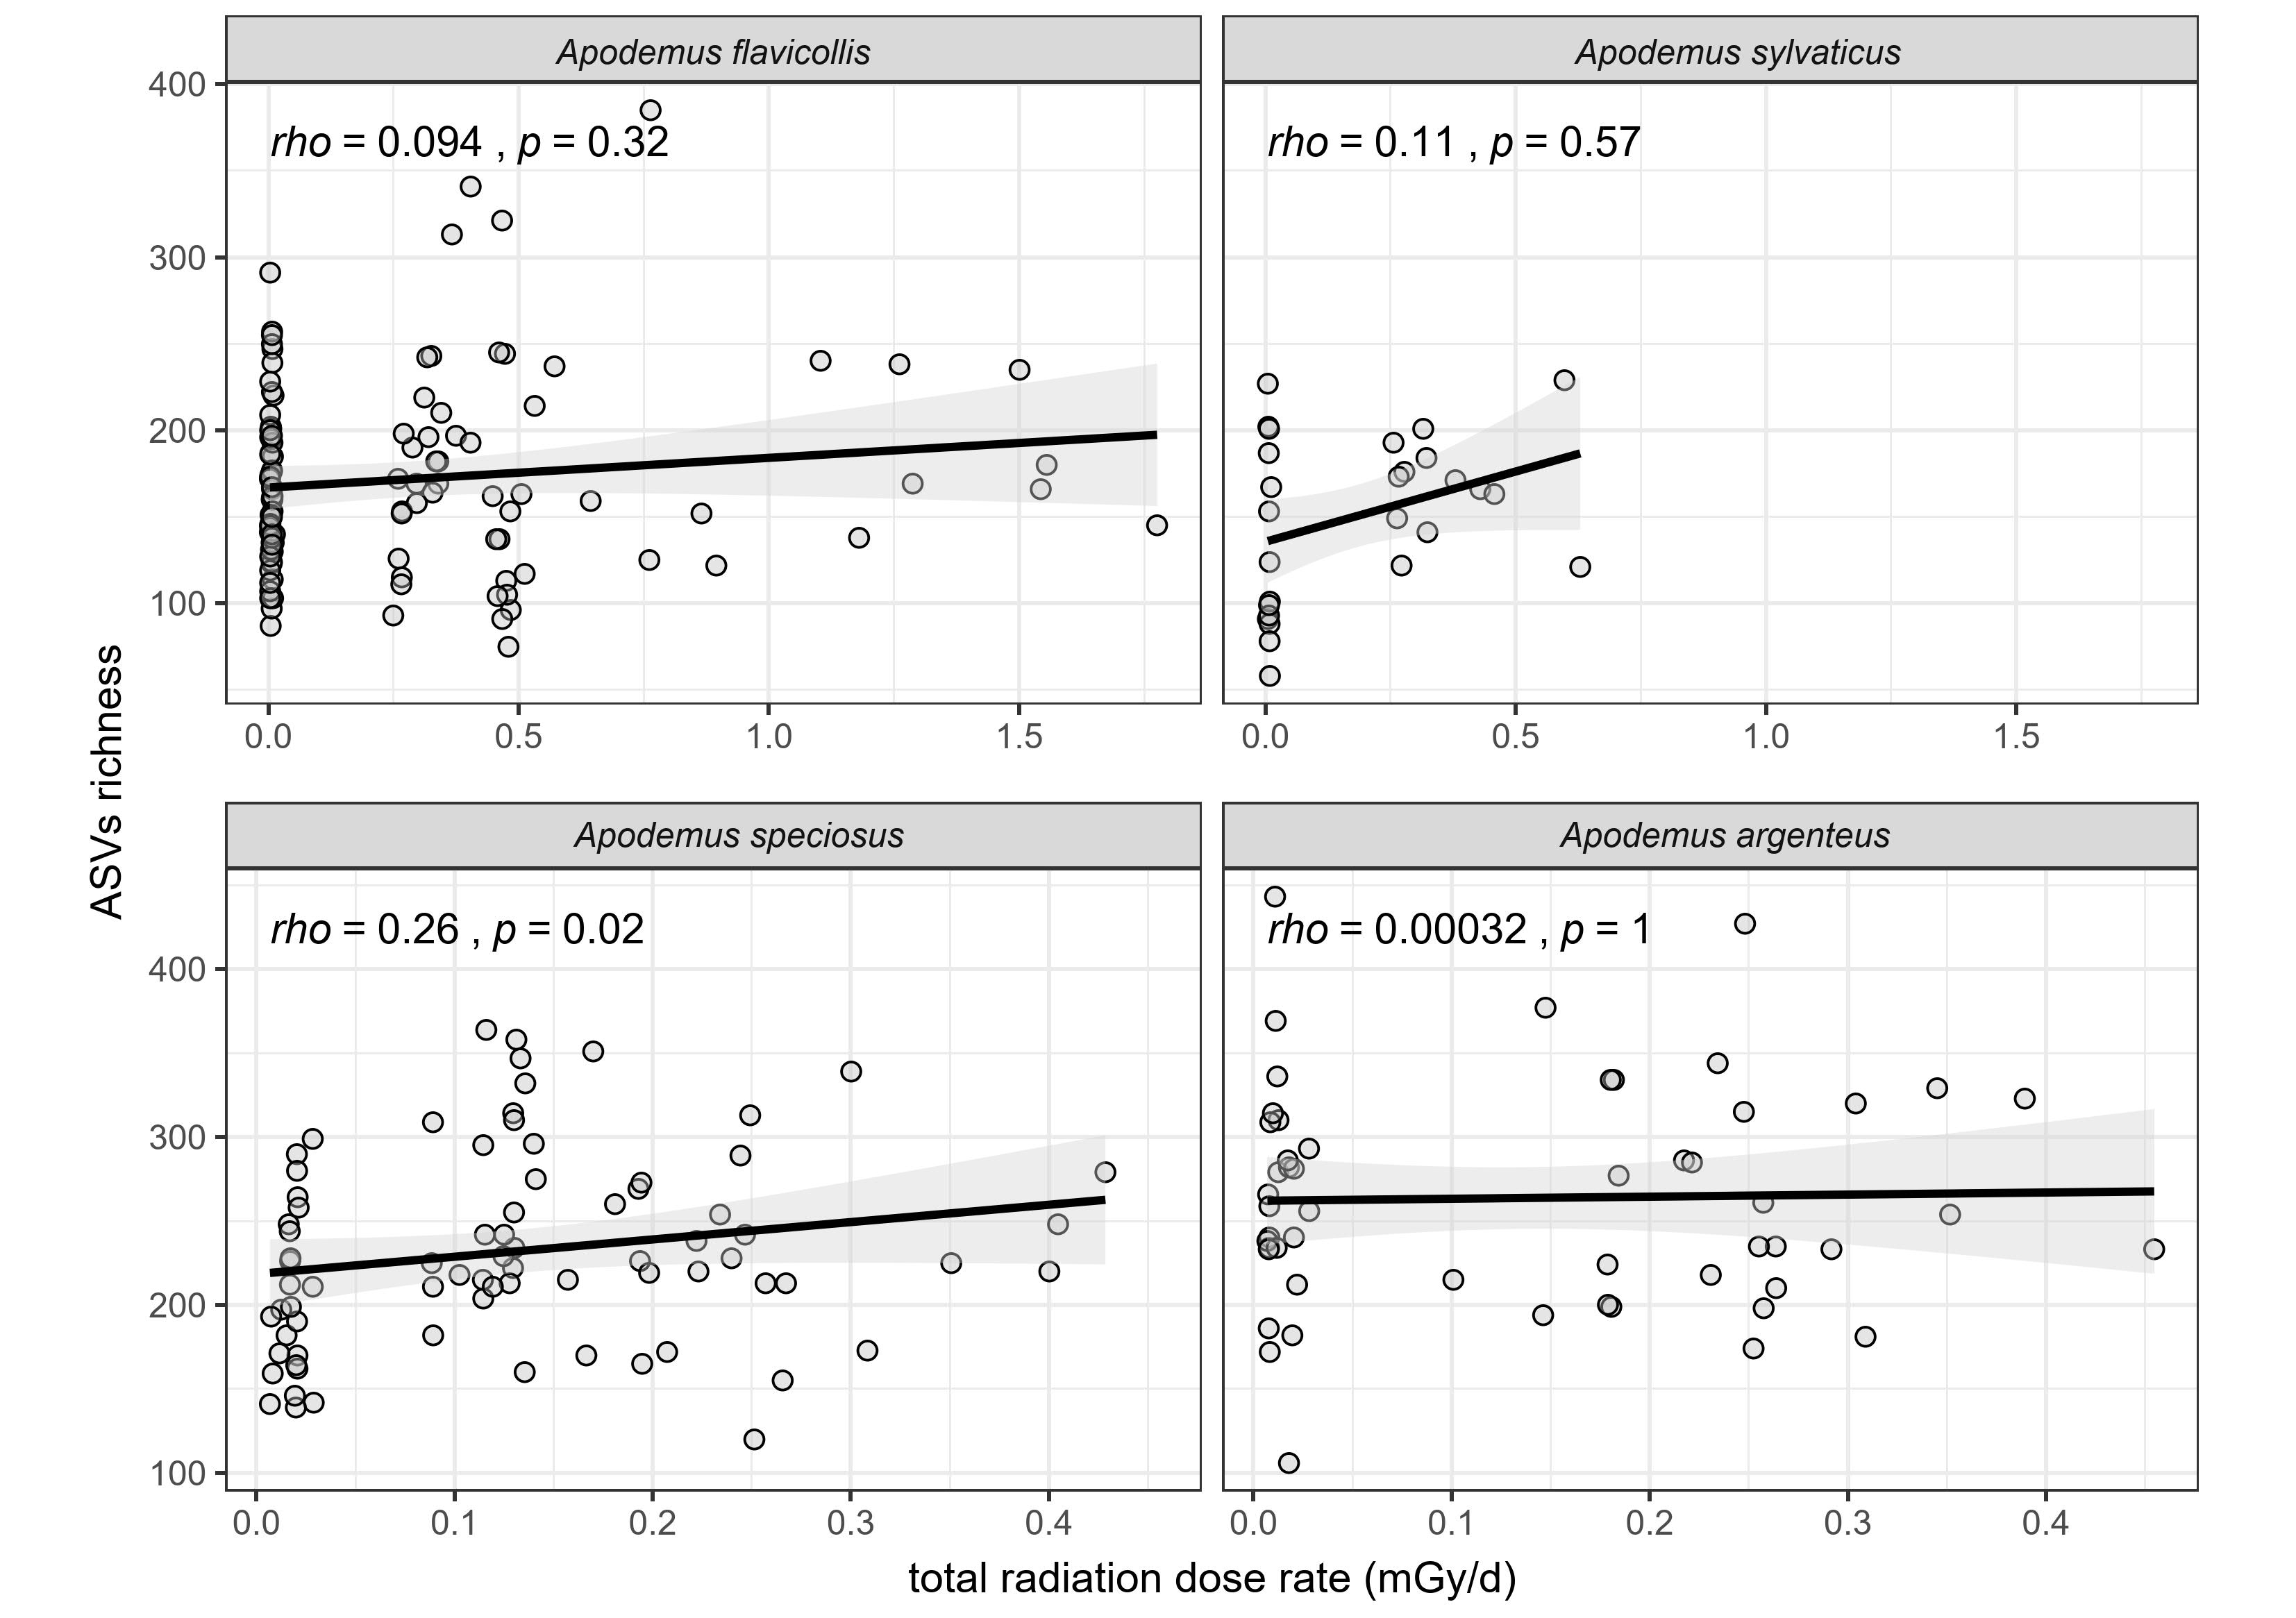 Apodemus flavicollis
Apodemus sylvaticus
400
300
200
100
rho = 0.094 , p = 0.32
rho = 0.11 , p = 0.57
0.0 0.5 1.0 1.5
0.0 0.5 1.0 1.5
ASVs richness
Apodemus speciosus
Apodemus argenteus
rho = 0.26 , p = 0.02
rho = 0.00032 , p = 1
400
300
200
100
0.0 0.1 0.2 0.3 0.4
0.0 0.1 0.2 0.3 0.4
total radiation dose rate (mGy/d)